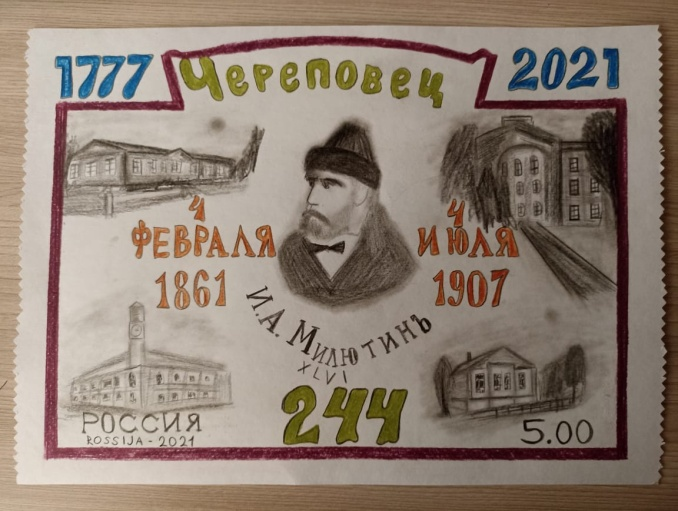 1777 Череповец 2021
4 ФЕВРАЛЯ 1861
4 ИЮЛЯ 1907
И.А. Милютинъ
XLVI
244
РОССИЯ
ROSSIJA - 2021
5.00